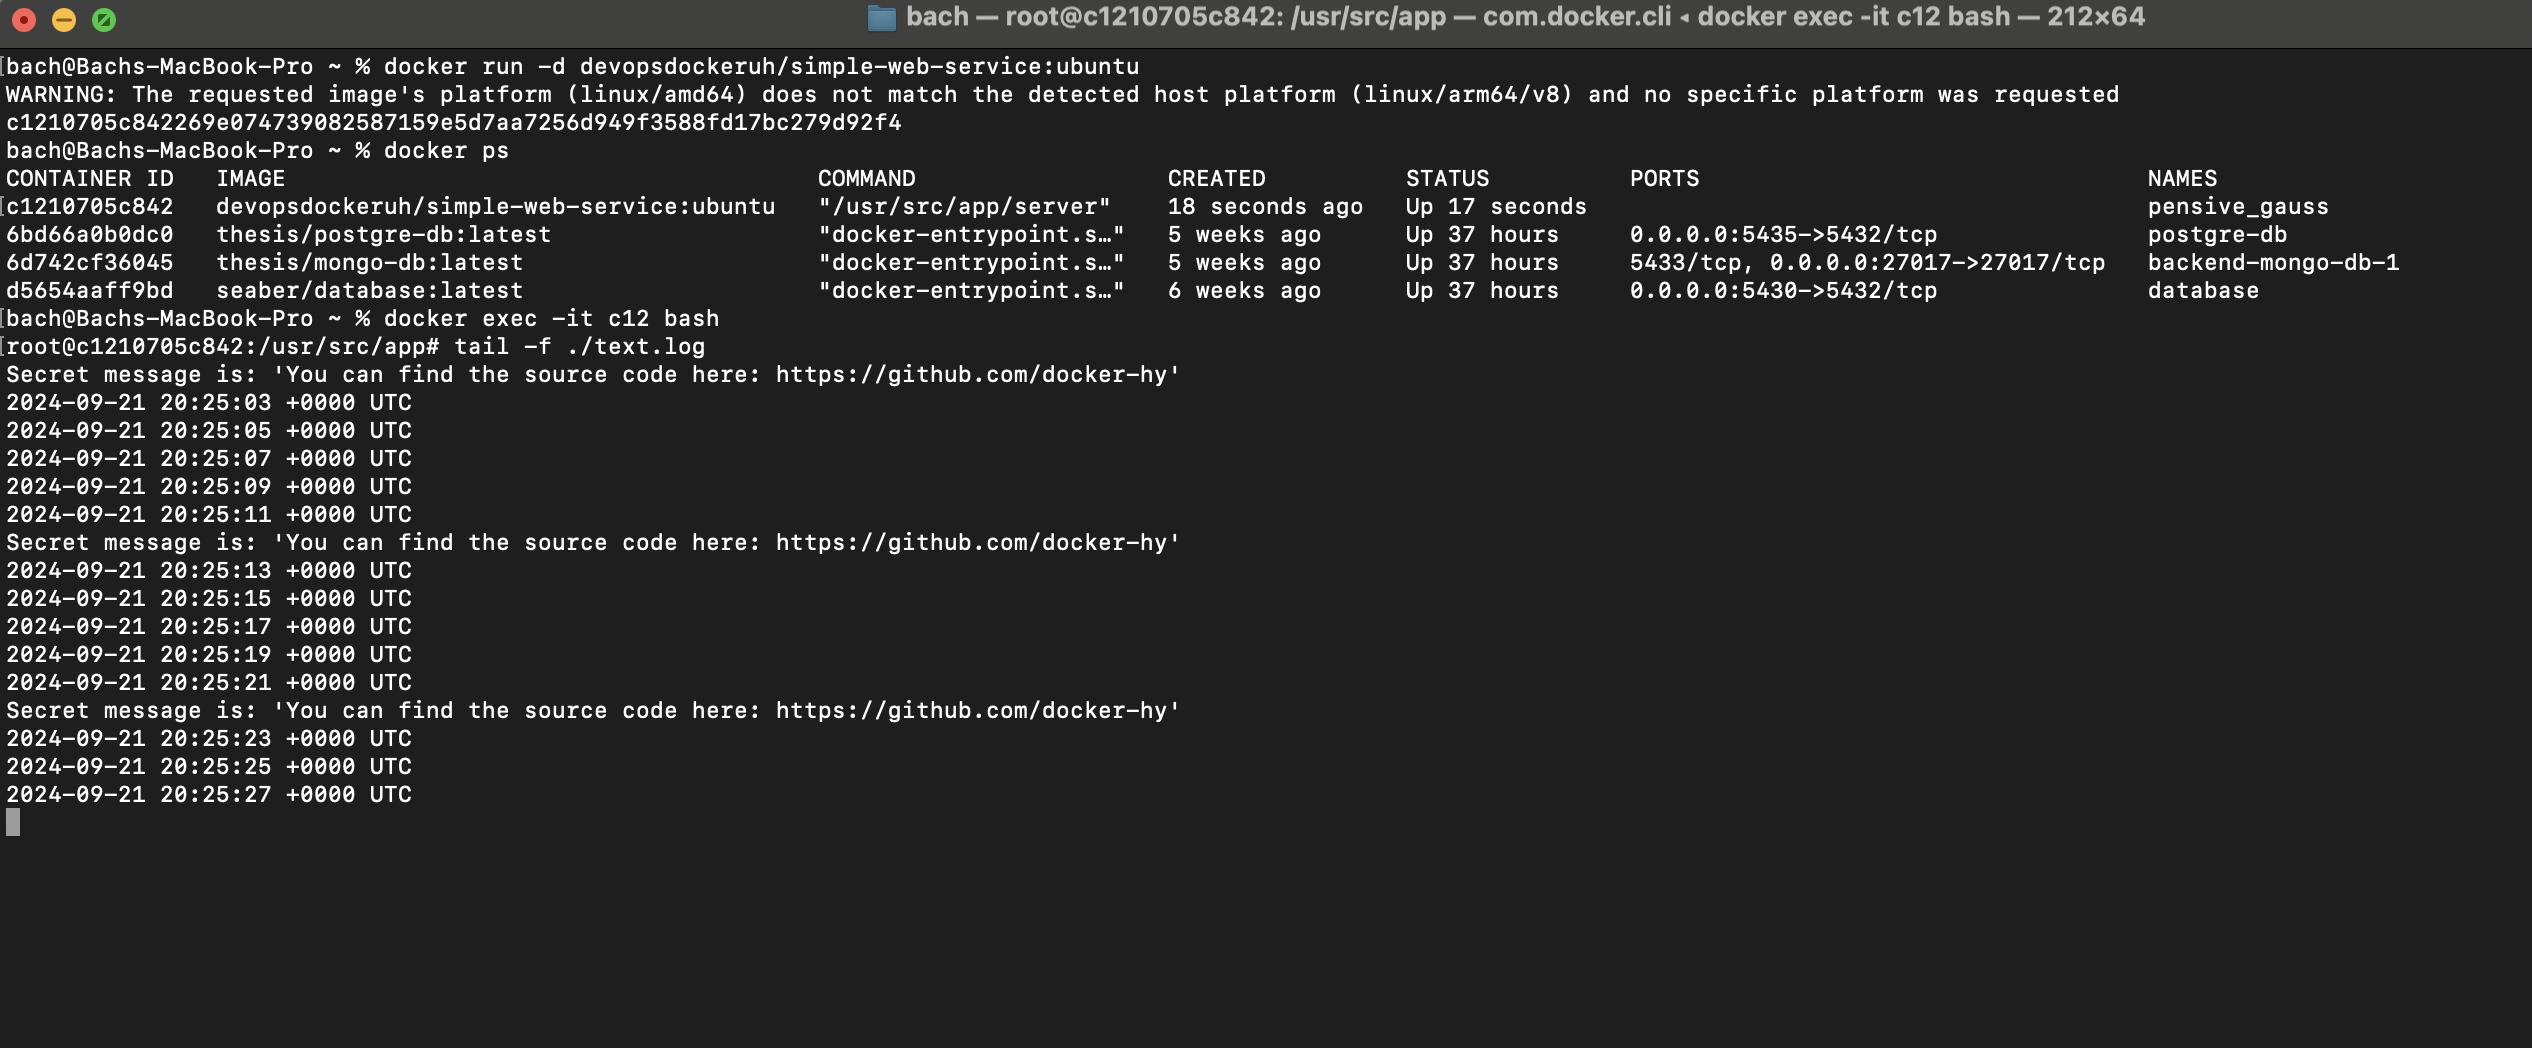 bach — root@c1210705c842: /usr/src/app — com.docker.cli ◂ docker exec -it c12 bash — 212×64
[bach@Bachs-MacBook-Pro ~ % docker run -d devopsdockeruh/simple-web-service:ubuntu
WARNING: The requested image's platform (linux/amd64) does not match the detected host platform (linux/arm64/v8) and no specific platform was requested
c1210705c842269e074739082587159e5d7aa7256d949f3588fd17bc279d92f4
bach@Bachs-MacBook-Pro ~ % docker ps
CONTAINER ID   IMAGE                                      COMMAND                  CREATED          STATUS          PORTS                                NAMES
[c1210705c842   devopsdockeruh/simple-web-service:ubuntu   "/usr/src/app/server"    18 seconds ago   Up 17 seconds                                        pensive_gauss
6bd66a0b0dc0   thesis/postgre-db:latest                   "docker-entrypoint.s…"   5 weeks ago      Up 37 hours     0.0.0.0:5435->5432/tcp               postgre-db
6d742cf36045   thesis/mongo-db:latest                     "docker-entrypoint.s…"   5 weeks ago      Up 37 hours     5433/tcp, 0.0.0.0:27017->27017/tcp   backend-mongo-db-1
d5654aaff9bd   seaber/database:latest                     "docker-entrypoint.s…"   6 weeks ago      Up 37 hours     0.0.0.0:5430->5432/tcp               database
[bach@Bachs-MacBook-Pro ~ % docker exec -it c12 bash
[root@c1210705c842:/usr/src/app# tail -f ./text.log
Secret message is: 'You can find the source code here: https://github.com/docker-hy'
2024-09-21 20:25:03 +0000 UTC
2024-09-21 20:25:05 +0000 UTC
2024-09-21 20:25:07 +0000 UTC
2024-09-21 20:25:09 +0000 UTC
2024-09-21 20:25:11 +0000 UTC
Secret message is: 'You can find the source code here: https://github.com/docker-hy'
2024-09-21 20:25:13 +0000 UTC
2024-09-21 20:25:15 +0000 UTC
2024-09-21 20:25:17 +0000 UTC
2024-09-21 20:25:19 +0000 UTC
2024-09-21 20:25:21 +0000 UTC
Secret message is: 'You can find the source code here: https://github.com/docker-hy'
2024-09-21 20:25:23 +0000 UTC
2024-09-21 20:25:25 +0000 UTC
2024-09-21 20:25:27 +0000 UTC